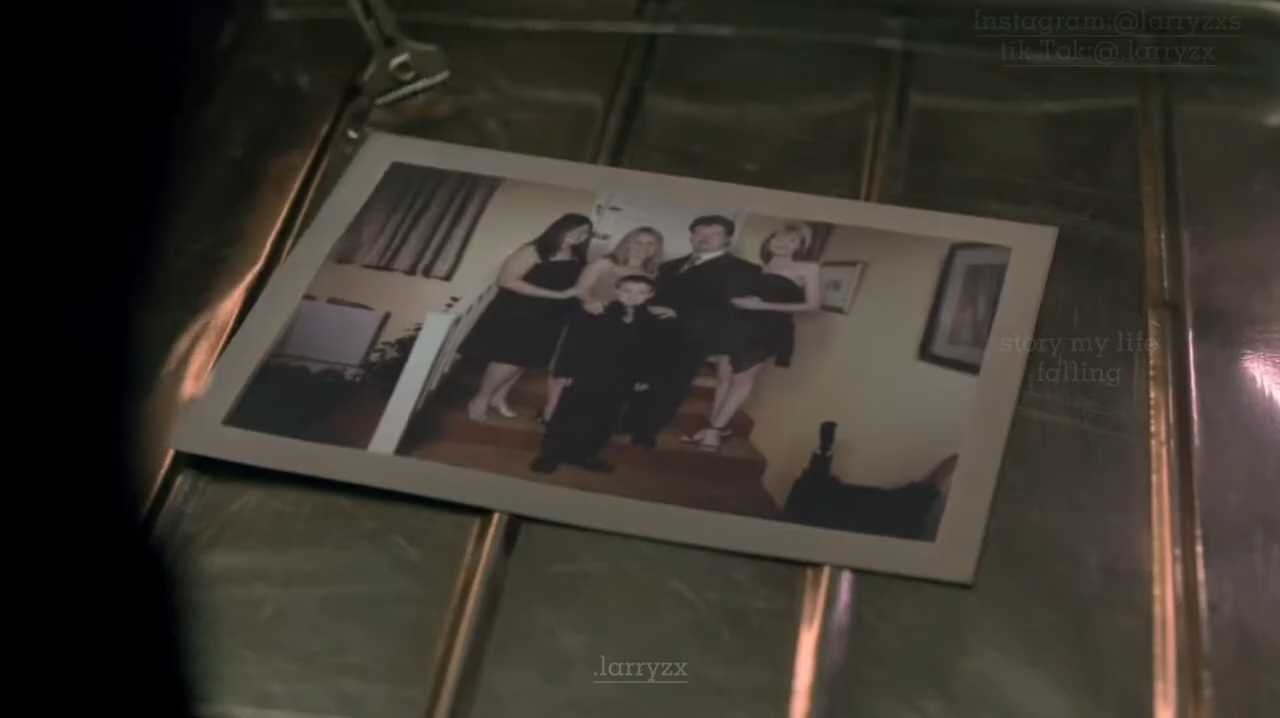 Instagram:@larryzxs
tik Tok:@.larryzx
story my life
falling
.larryzx